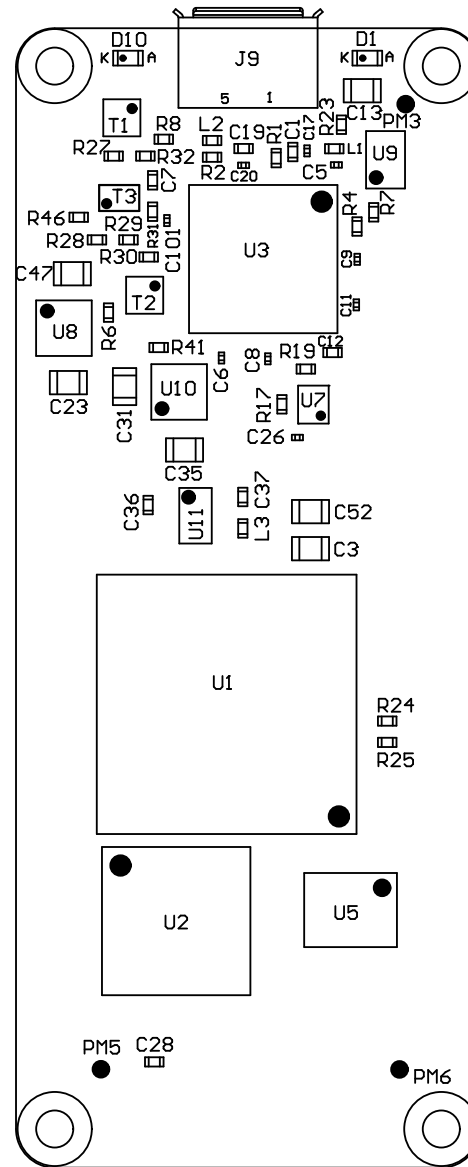 D10
D1
K
A
K
A
J9
5
1
C13
PM3
T1
R8
L2
C19
R1
C1
C17
R23
L1
U9
R27
R32
R2
C20
C5
C7
T3
R46
R29
R31
C101
U3
R4
R7
R28
R30
C9
C47
T2
C11
U8
R6
R41
C6
C8
R19
C12
C23
C31
U10
R17
U7
C26
C35
C36
U11
C37
L3
C52
C3
U1
R24
R25
U2
U5
PM5
C28
PM6